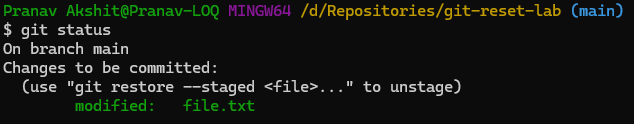 Pranav Akshit@Pranav-LOQ MINGW64 /d/Repositories/git-reset-lab (main)
$ git status
On branch main
Changes to be committed:
  (use "git restore --staged <file>..." to unstage)
        modified:   file.txt